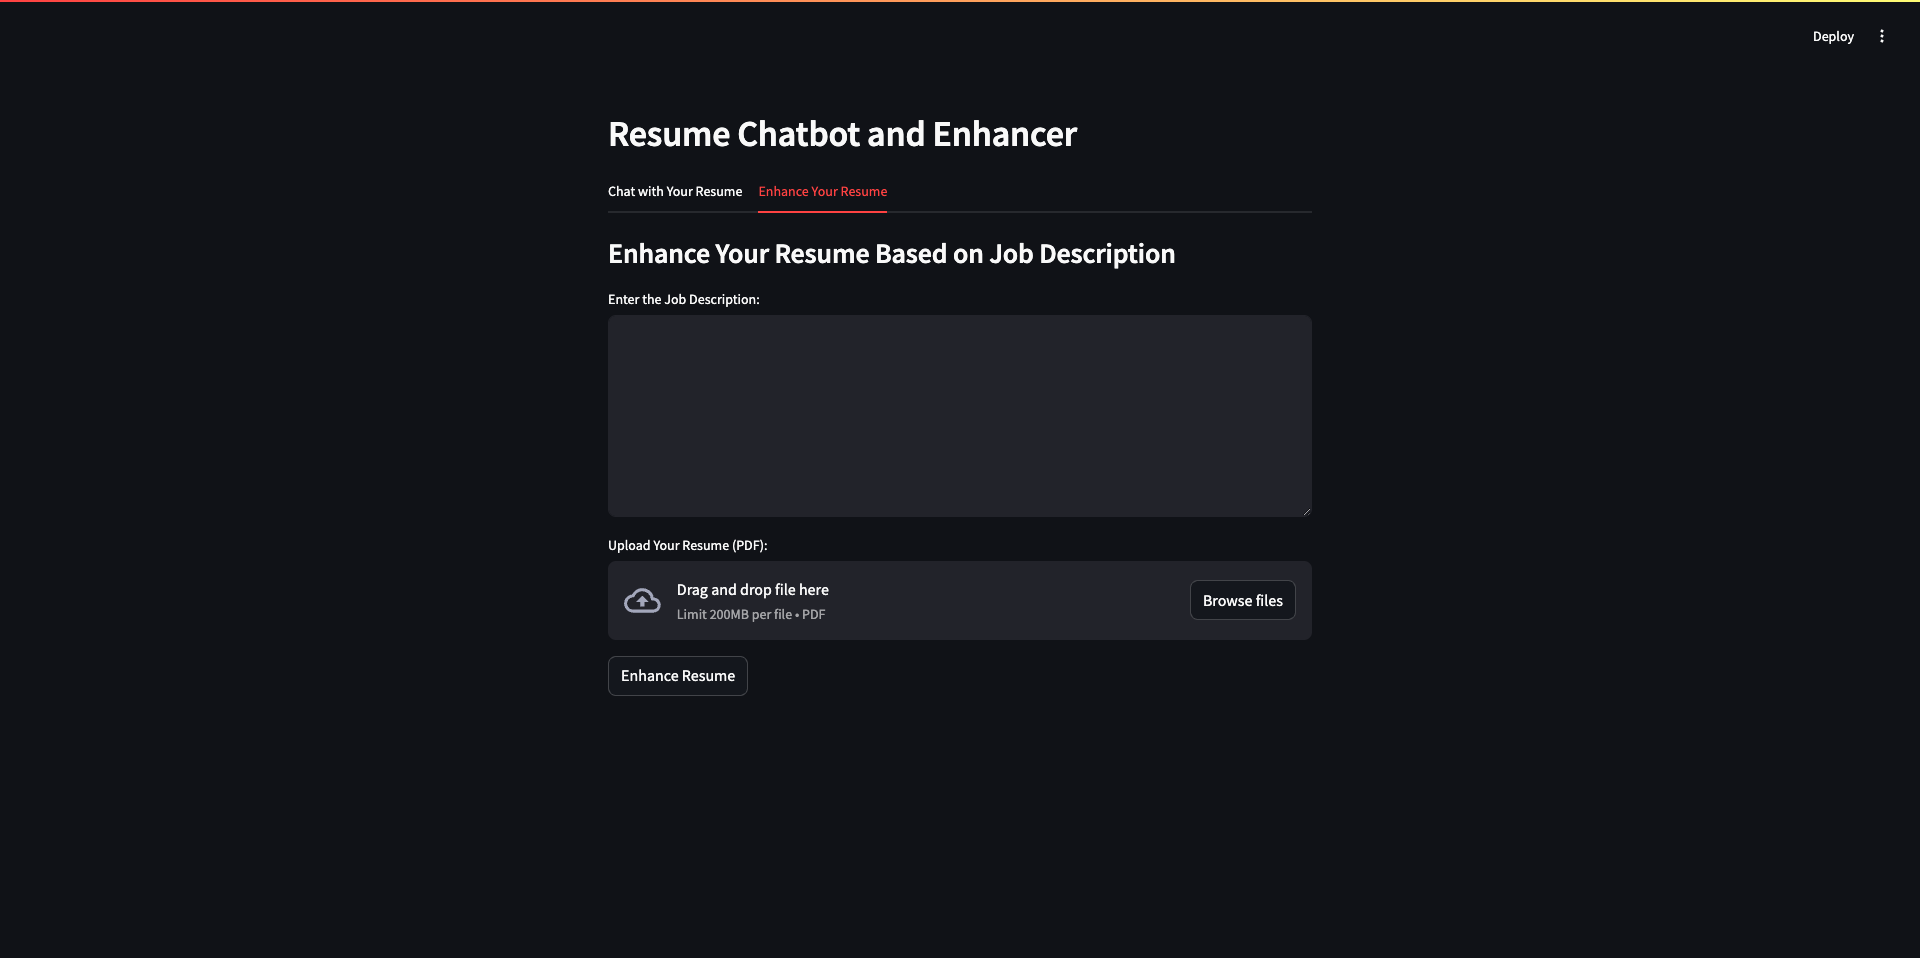 Deploy
Resume Chatbot and Enhancer
Chat with Your Resume Enhance Your Resume
Enhance Your Resume Based on Job Description
Enter the Job Description:
Upload Your Resume (PDF):
Drag and drop file here
Limit 200MB per file • PDF
Browse files
Enhance Resume